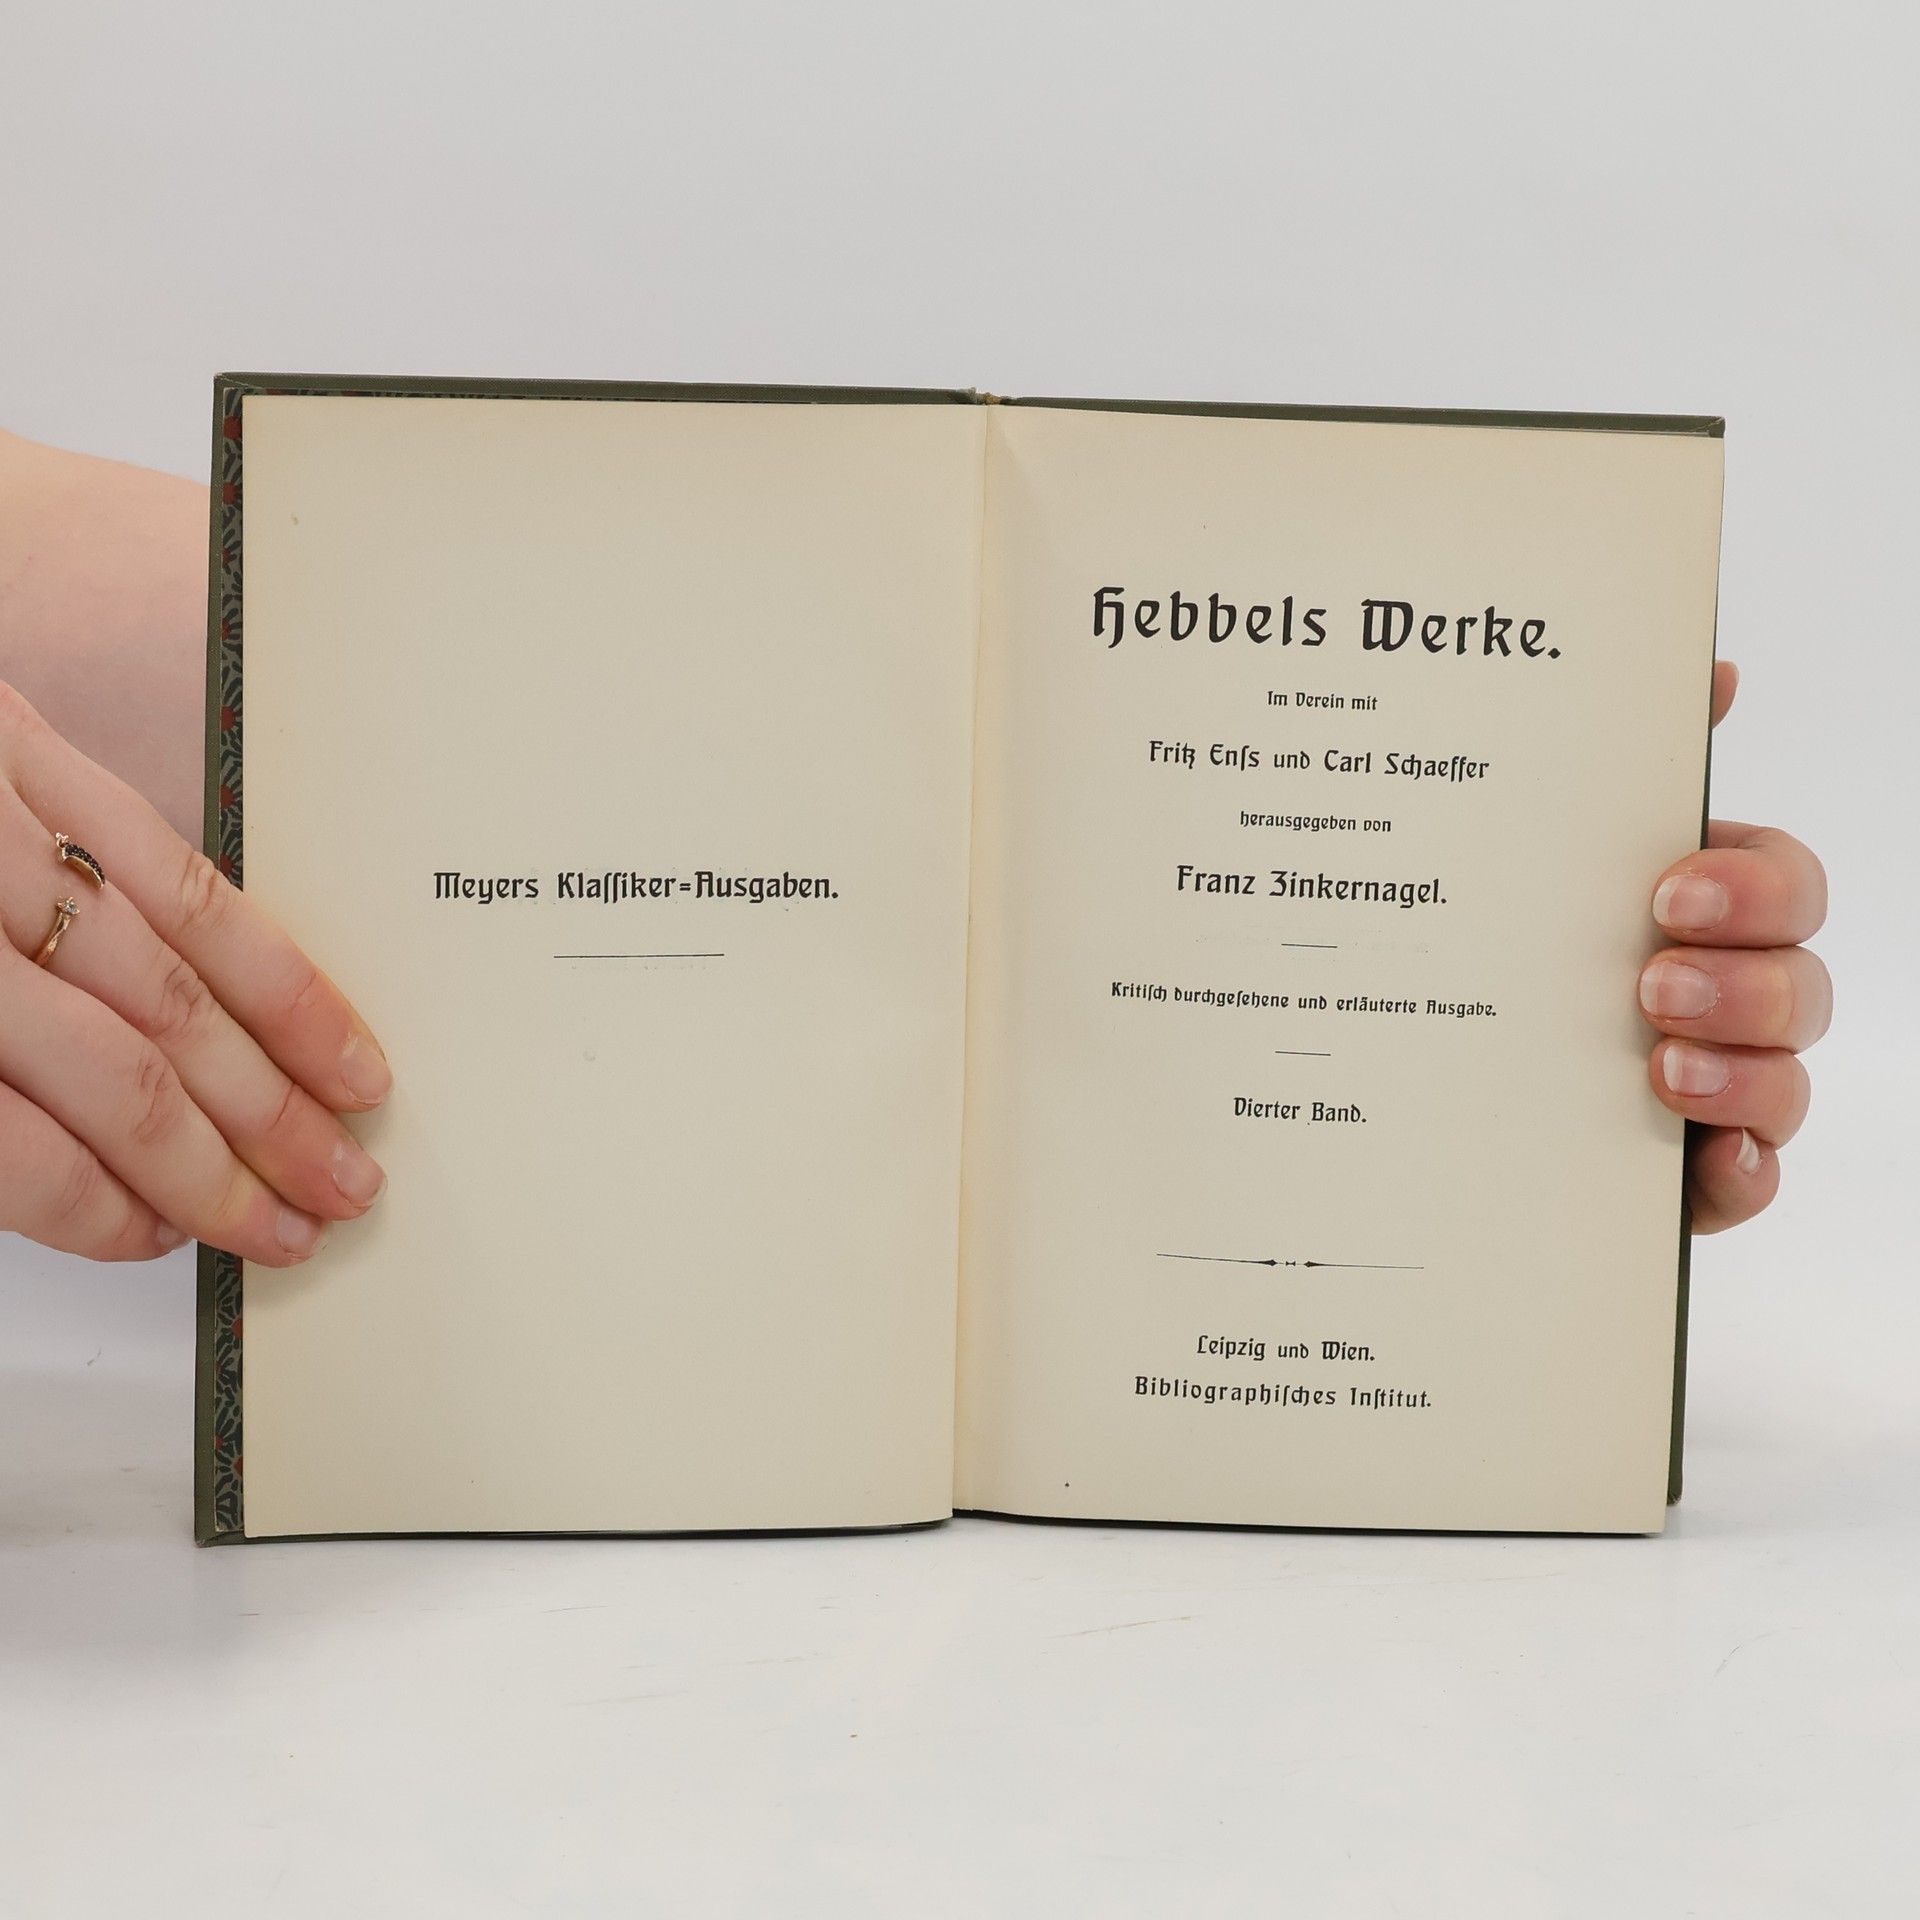 Meyers Klaſſiker=Ausgaben.
Hebbels Werke.
Im Verein mit
Fritz Enſs und Carl Schaeffer
herausgegeben von
Franz Zinkernagel.
Kritiſch durchgeſehene und erläuterte Ausgabe.
Vierter Band.
Leipzig und Wien.
Bibliographiſches Inſtitut.